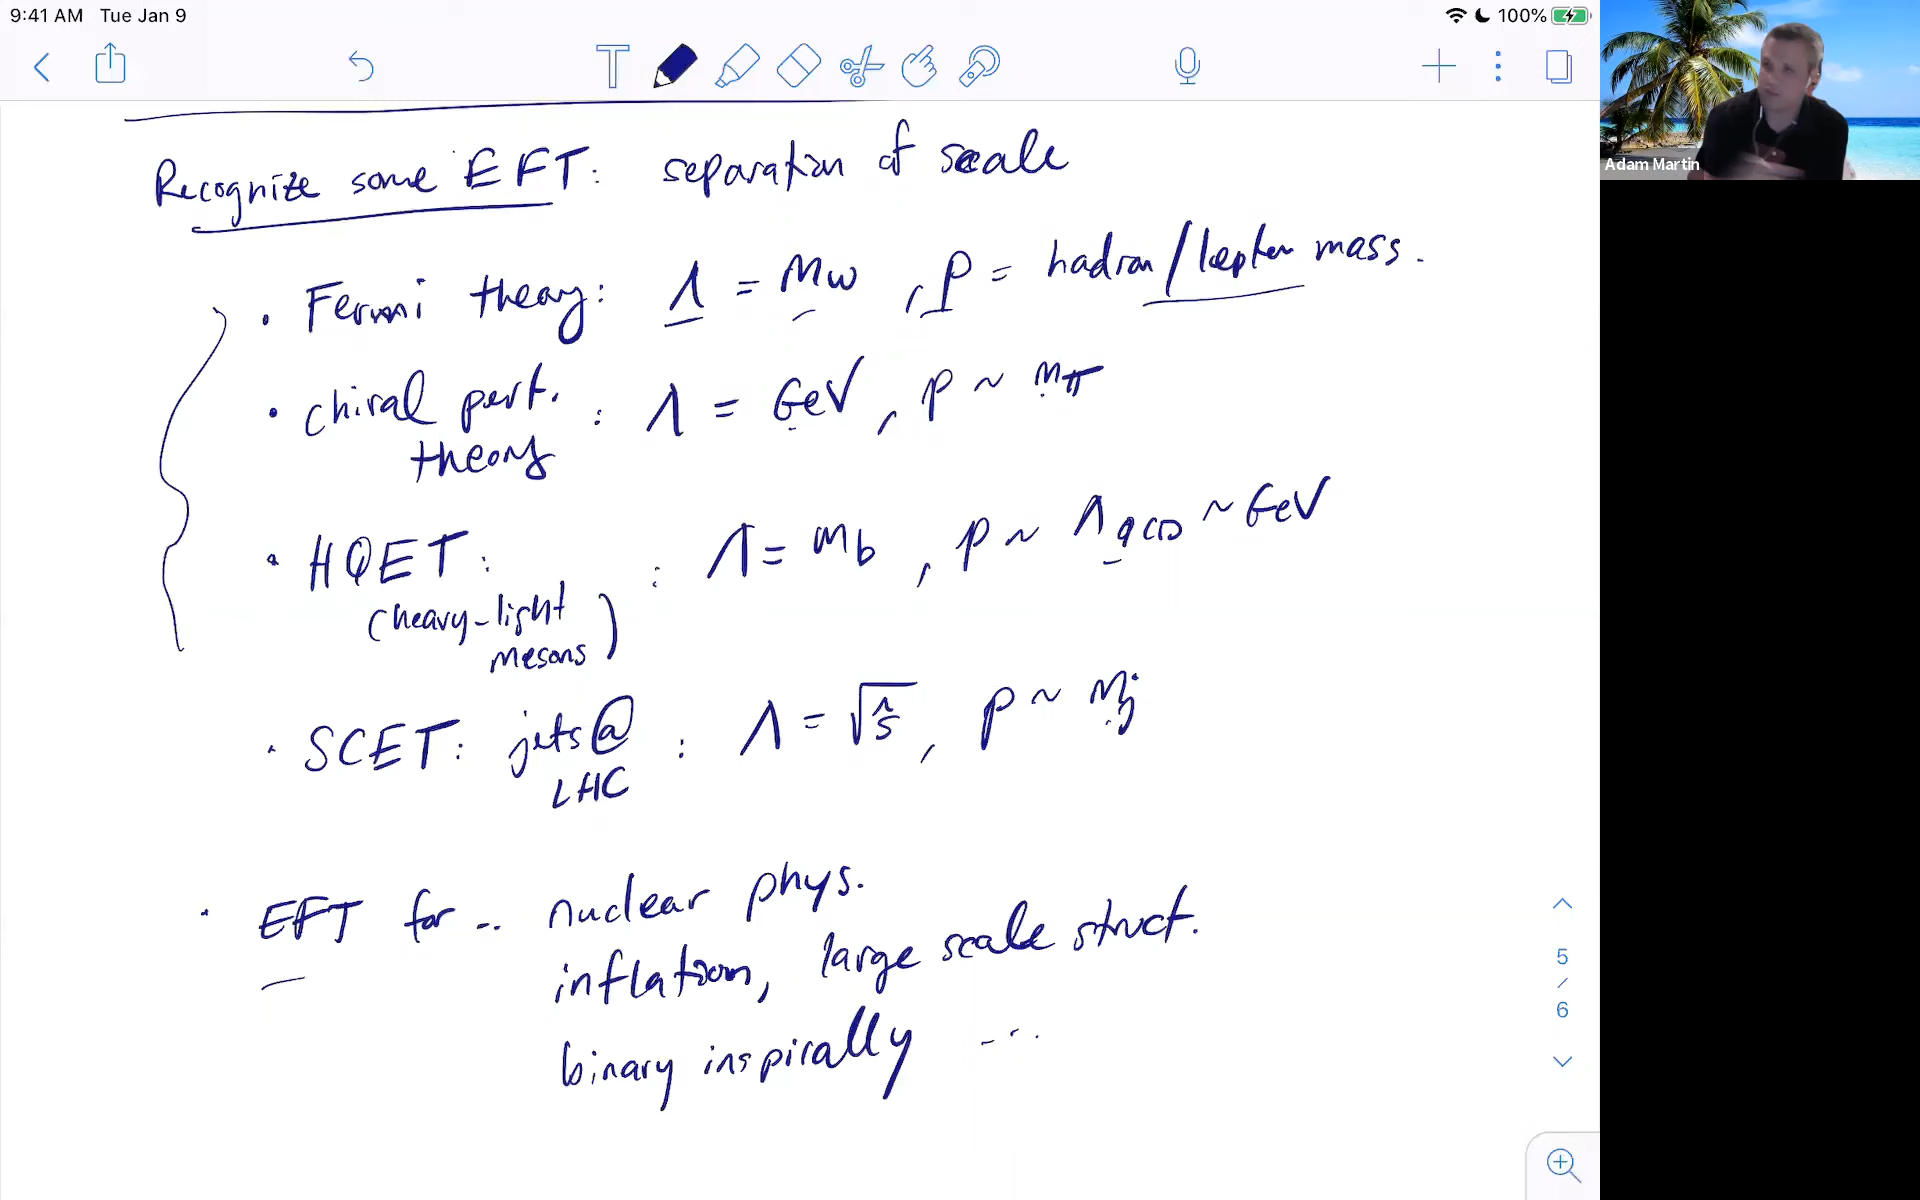 9:41 AM Tue Jan 9
100%
Adam Martin
Recognize some EFT: separation of scale
• Fermi theory: Λ = Mw , p = hadron/lepton mass.
• chiral pert. theory : Λ = GeV , p ~ mπ
• HQET: : Λ = mb , p ~ ΛQCD ~ GeV
(heavy-light
mesons)
• SCET: jets@ : Λ = √ŝ , p ~ Mj
LHC
• EFT for .. nuclear phys.
inflation, large scale struct.
binary inspirally ...
5
/
6